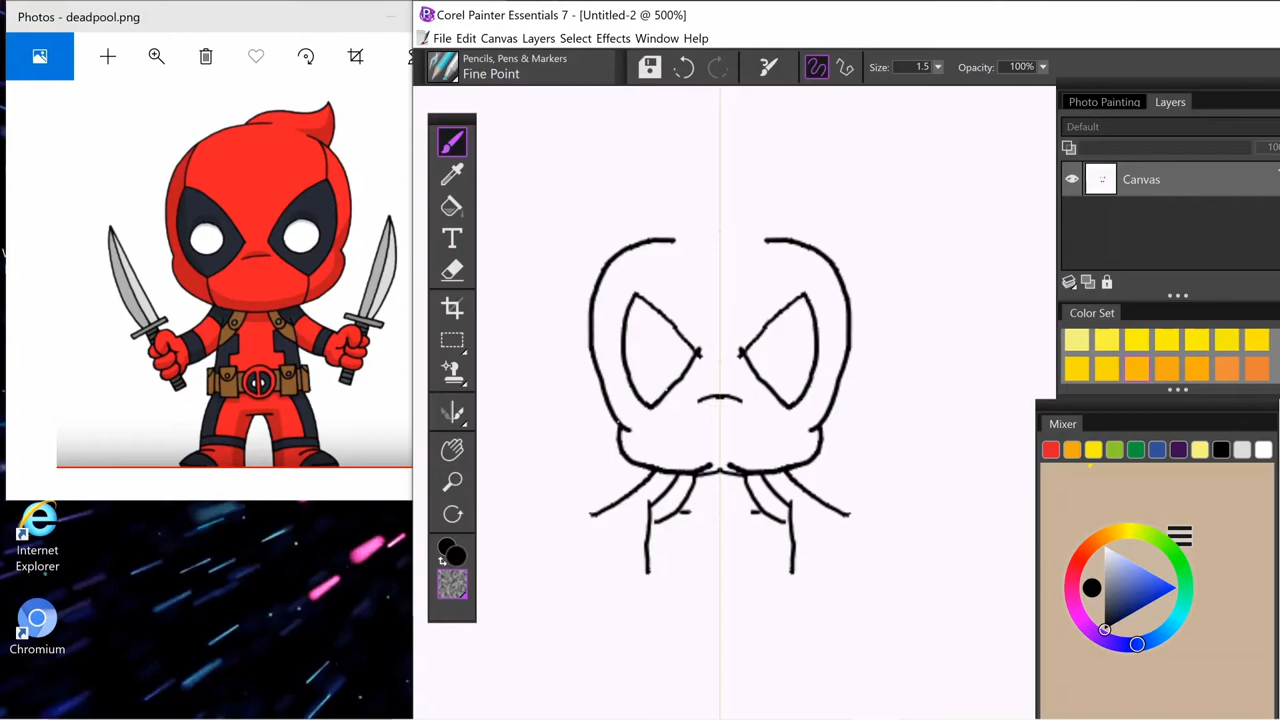 Photos - deadpool.png
Corel Painter Essentials 7 - [Untitled-2 @ 500%]
File Edit Canvas Layers Select Effects Window Help
Pencils, Pens & Markers
Fine Point
Size: 1.5
Opacity: 100%
Photo Painting Layers
Default
100
Canvas
Color Set
Mixer
Internet
Explorer
Chromium